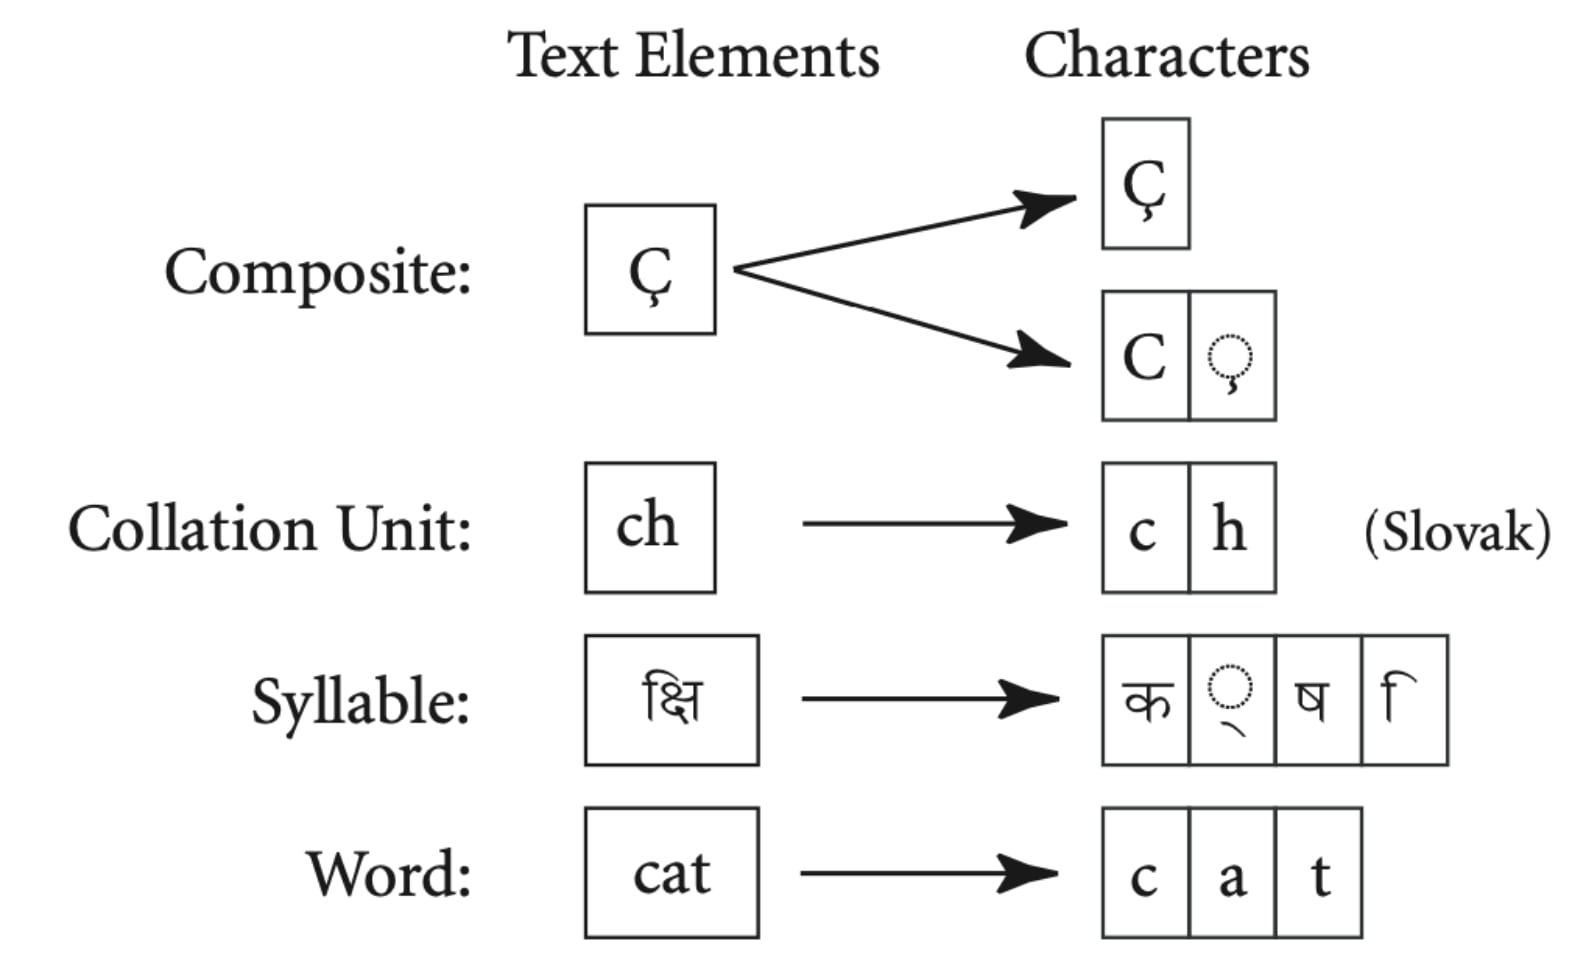 Text Elements Characters
Ç
Composite: Ç
C ◌̧
Collation Unit: ch c h (Slovak)
Syllable: क्षि क ◌् ष ि
Word: cat c a t